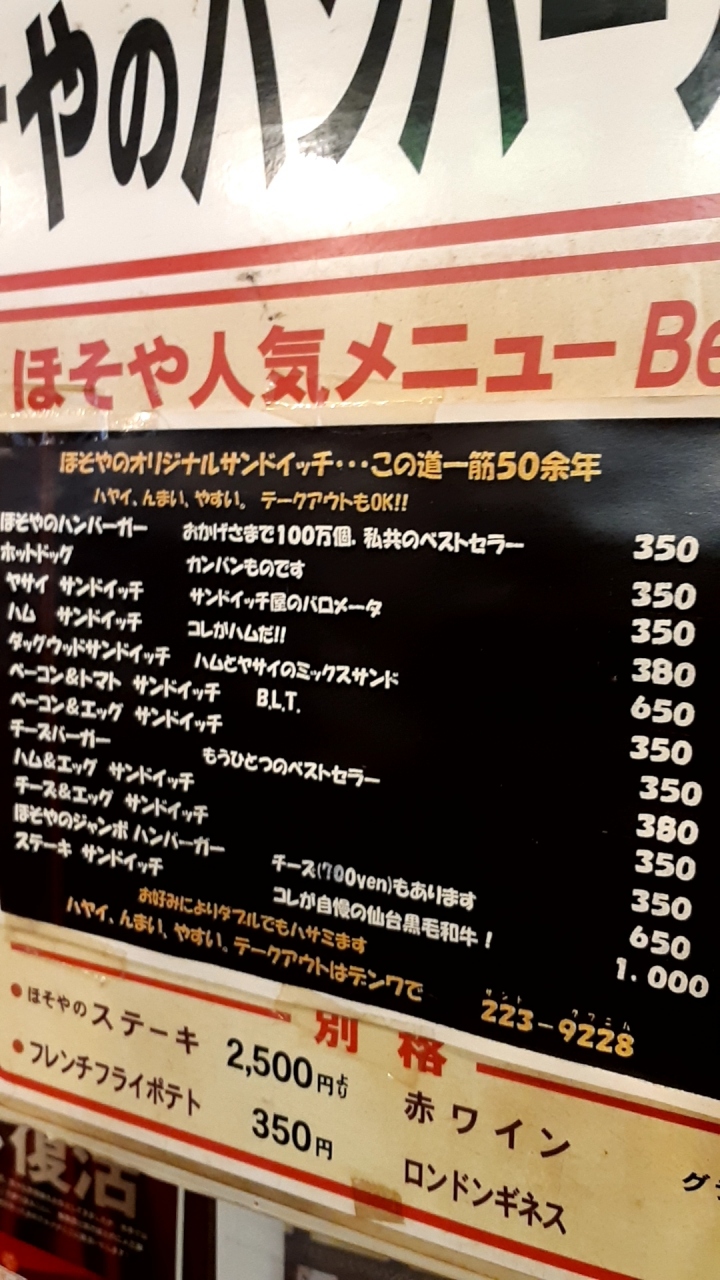 やのハンバーガ
ほそや人気メニュー Be
ほそやのオリジナルサンドイッチ・・・この道一筋50余年
ハヤイ、んまい、やすい。 テークアウトもOK!!
ほそやのハンバーガー おかげさまで100万個. 私共のベストセラー 350
ホットドッグ カンバンものです 350
ヤサイ サンドイッチ サンドイッチ屋のバロメータ 350
ハム サンドイッチ コレがハムだ!! 380
ダッグウッドサンドイッチ ハムとヤサイのミックスサンド 650
ベーコン&トマト サンドイッチ B.L.T. 350
ベーコン&エッグ サンドイッチ 350
チーズバーガー もうひとつのベストセラー 380
ハム&エッグ サンドイッチ 350
チーズ&エッグ サンドイッチ 350
ほそやのジャンボ ハンバーガー チーズ(700yen)もあります 650
ステーキ サンドイッチ コレが自慢の仙台黒毛和牛! 1.000
お好みによりダブルでもハサミます
ハヤイ、んまい、やすい。テークアウトはデンワで 223-9228
別格
●ほそやのステーキ 2,500円より 赤ワイン
●フレンチフライポテト 350円 ロンドンギネス
グラ
復活